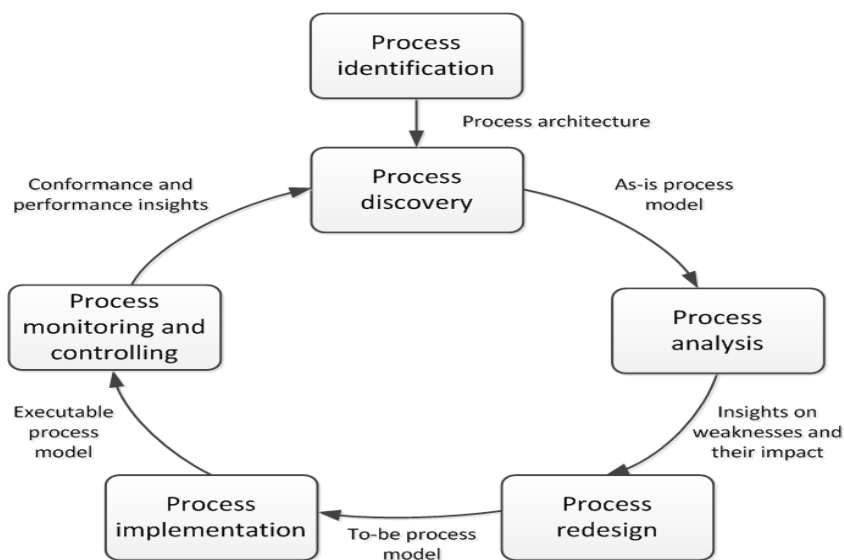 Process
identification
Process architecture
Process
discovery
Conformance and
performance insights
As-is process
model
Process
monitoring and
controlling
Process
analysis
Executable
process
model
Insights on
weaknesses and
their impact
Process
implementation
To-be process
model
Process
redesign